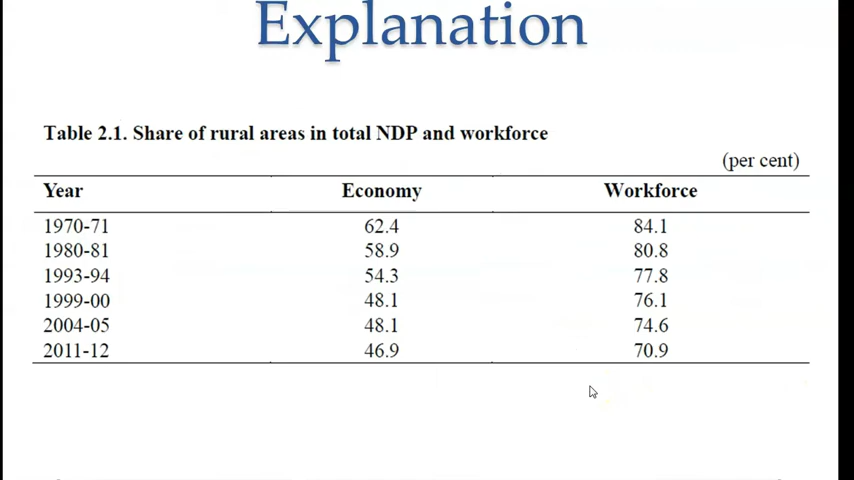 Explanation
Table 2.1. Share of rural areas in total NDP and workforce
(per cent)
Year Economy Workforce
1970-71 62.4 84.1
1980-81 58.9 80.8
1993-94 54.3 77.8
1999-00 48.1 76.1
2004-05 48.1 74.6
2011-12 46.9 70.9